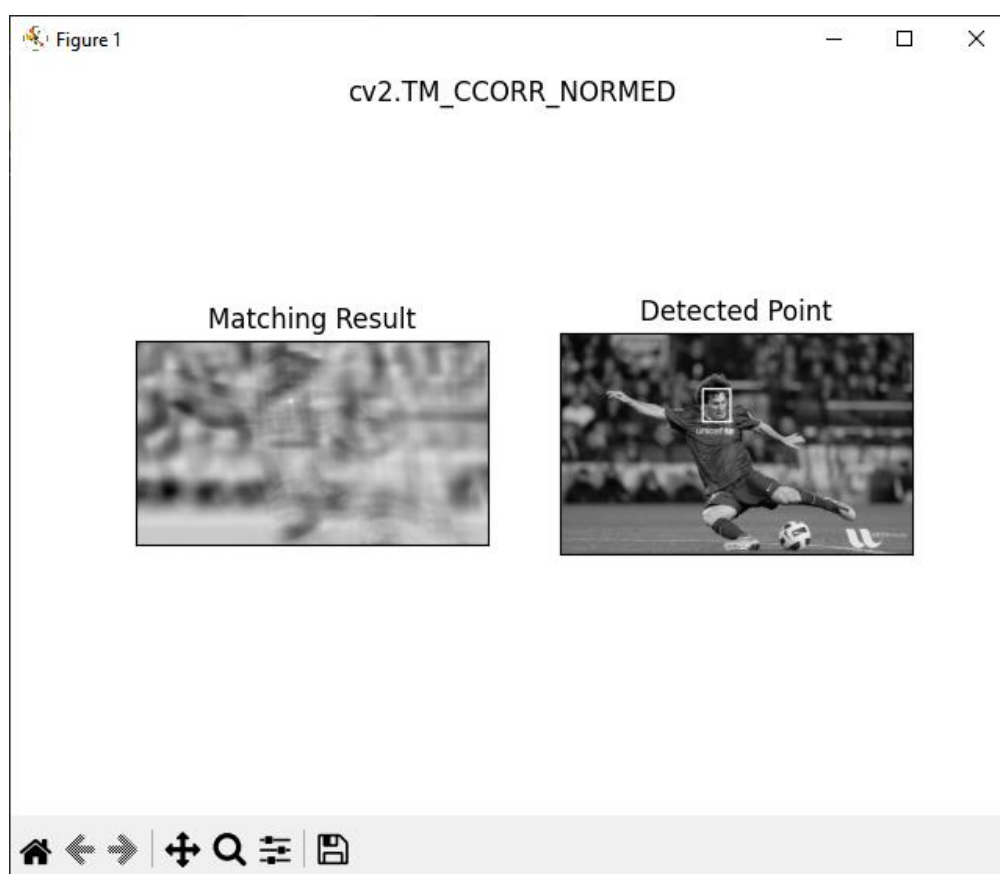 Figure 1
cv2.TM_CCORR_NORMED
Matching Result
Detected Point
unicef